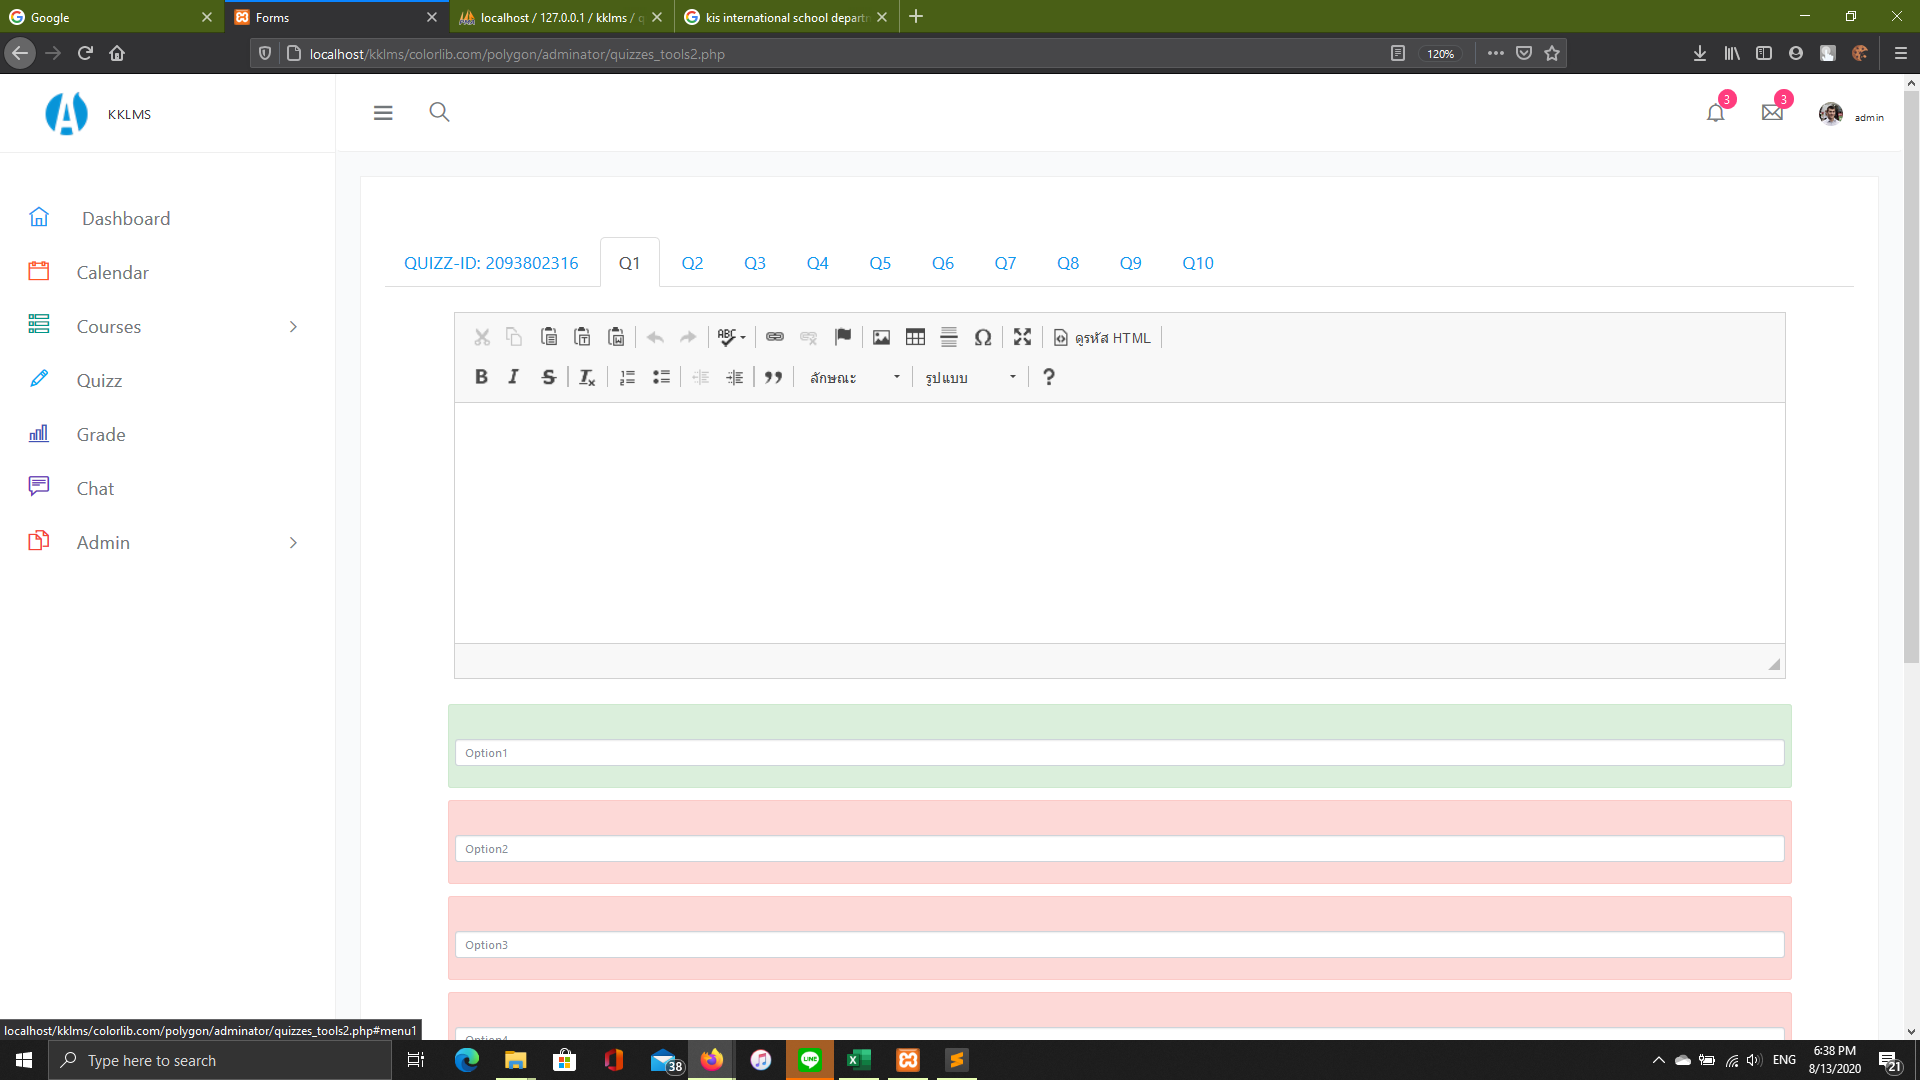 Google
Forms
localhost / 127.0.0.1 / kklms / q
kis international school departm
localhost/kklms/colorlib.com/polygon/adminator/quizzes_tools2.php
120%
KKLMS
3
3
admin
Dashboard
Calendar
Courses
Quizz
Grade
Chat
Admin
QUIZZ-ID: 2093802316
Q1
Q2
Q3
Q4
Q5
Q6
Q7
Q8
Q9
Q10
ABC
ดูรหัส HTML
ลักษณะ
รูปแบบ
Option1
Option2
Option3
Option4
localhost/kklms/colorlib.com/polygon/adminator/quizzes_tools2.php#menu1
Type here to search
38
LINE
ENG
6:38 PM
8/13/2020
21